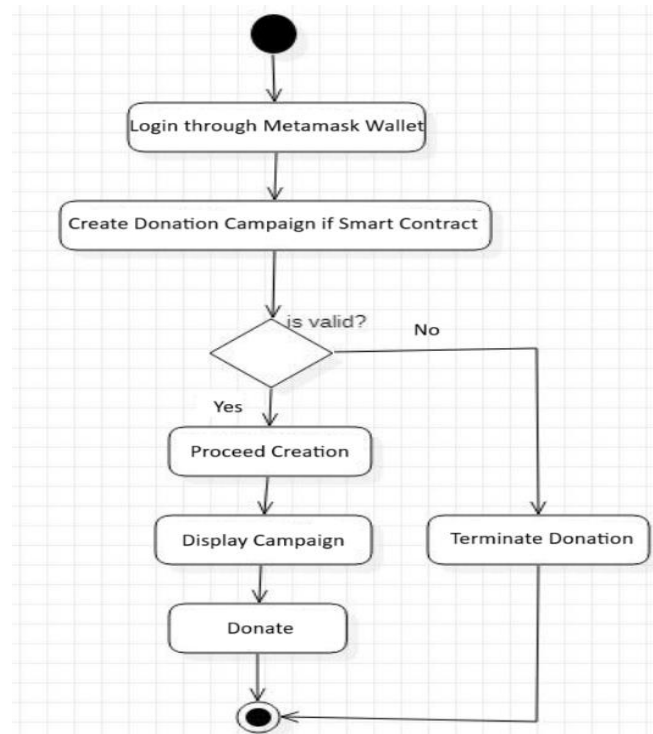 Login through Metamask Wallet
Create Donation Campaign if Smart Contract
is valid?
No
Yes
Proceed Creation
Display Campaign
Terminate Donation
Donate